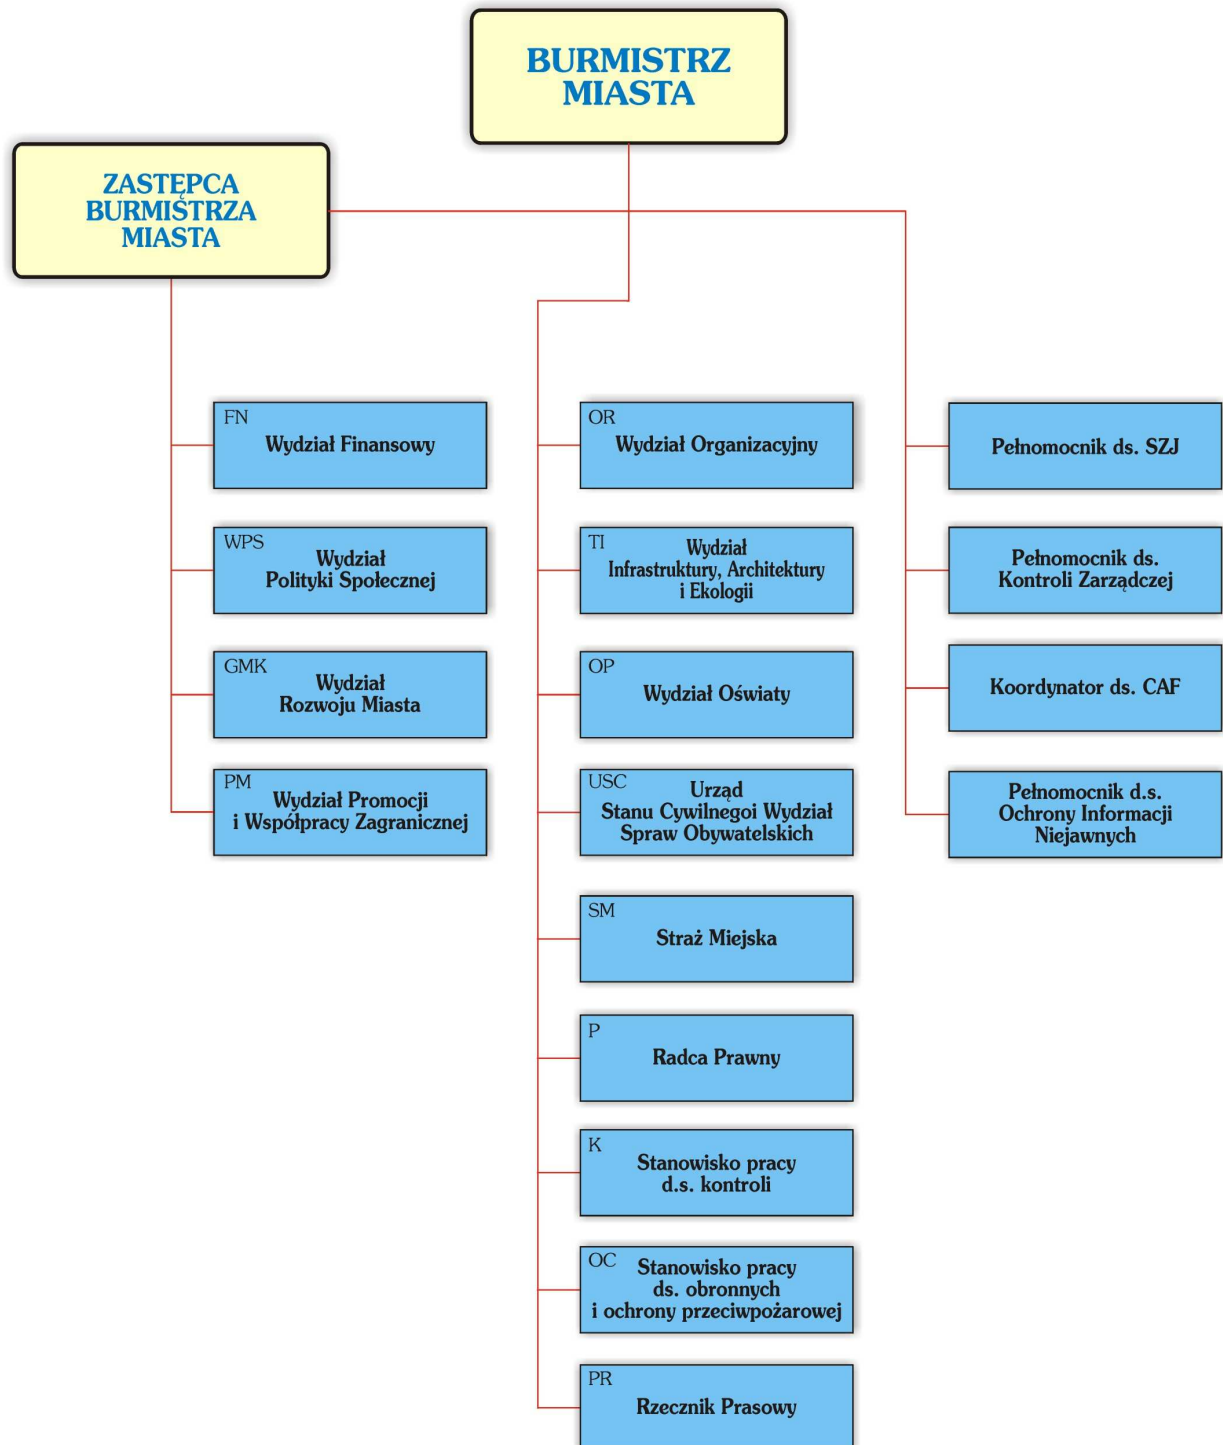 BURMISTRZ
MIASTA
ZASTĘPCA
BURMISTRZA
MIASTA
FN
Wydział Finansowy
WPS
Wydział
Polityki Społecznej
GMK
Wydział
Rozwoju Miasta
PM
Wydział Promocji
i Współpracy Zagranicznej
OR
Wydział Organizacyjny
TI
Wydział
Infrastruktury, Architektury
i Ekologii
OP
Wydział Oświaty
USC
Urząd
Stanu Cywilnegoi Wydział
Spraw Obywatelskich
SM
Straż Miejska
P
Radca Prawny
K
Stanowisko pracy
d.s. kontroli
OC
Stanowisko pracy
ds. obronnych
i ochrony przeciwpożarowej
PR
Rzecznik Prasowy
Pełnomocnik ds. SZJ
Pełnomocnik ds.
Kontroli Zarządczej
Koordynator ds. CAF
Pełnomocnik d.s.
Ochrony Informacji
Niejawnych